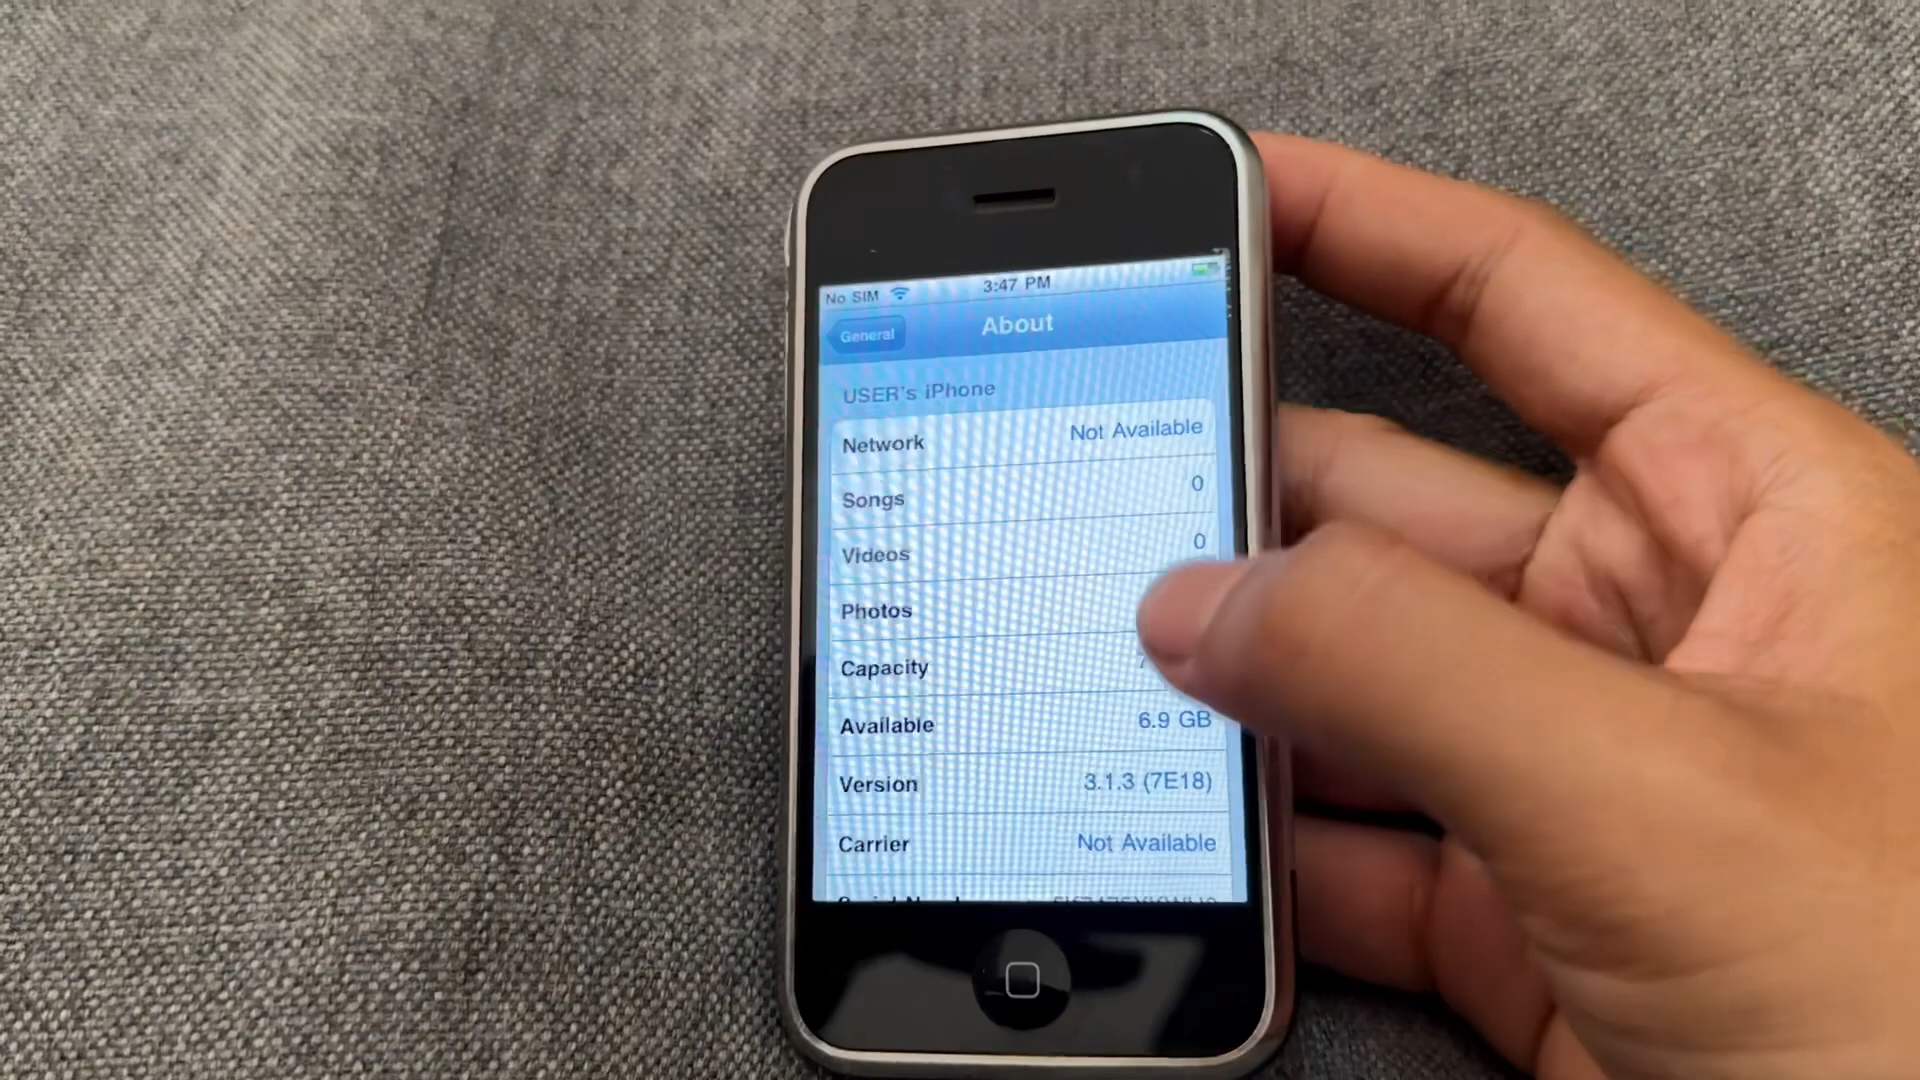 No SIM 3:47 PM
General About
USER's iPhone
Network Not Available
Songs 0
Videos 0
Photos
Capacity
Available 6.9 GB
Version 3.1.3 (7E18)
Carrier Not Available